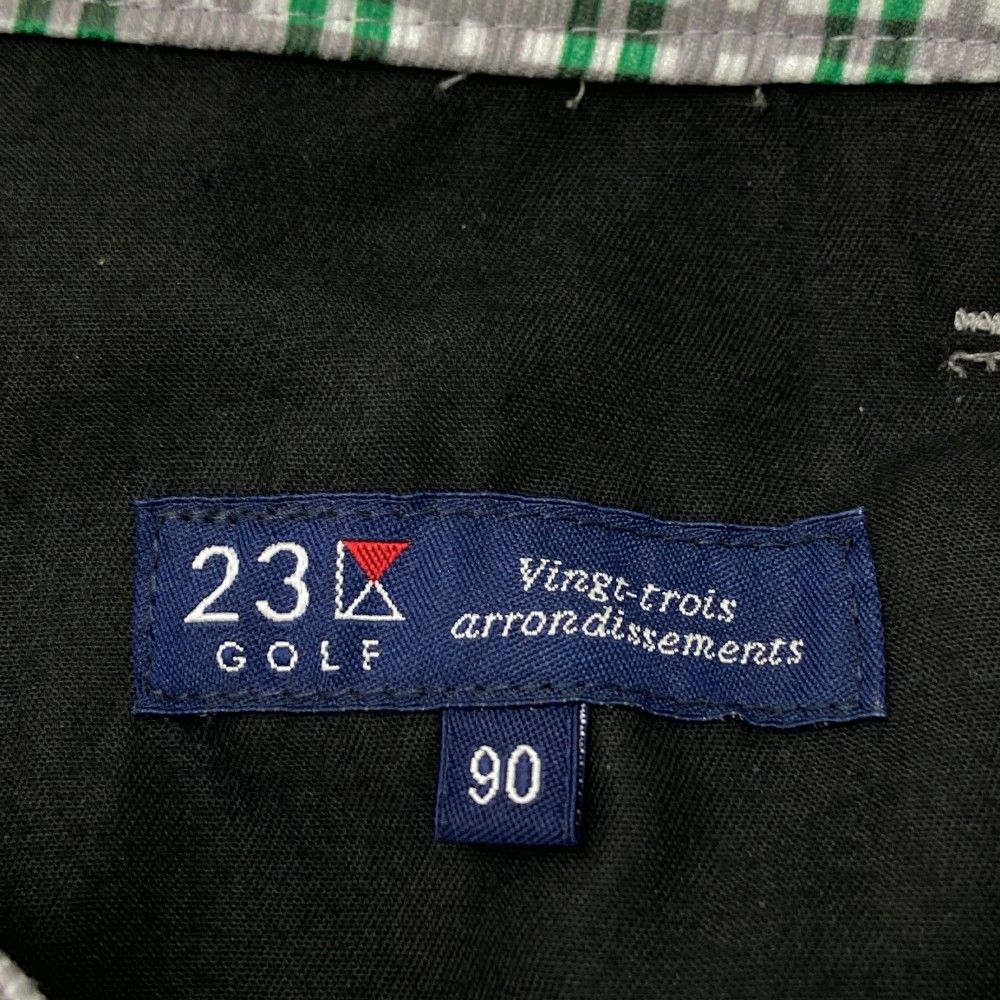 23
GOLF
Vingt-trois
arrondissements
90